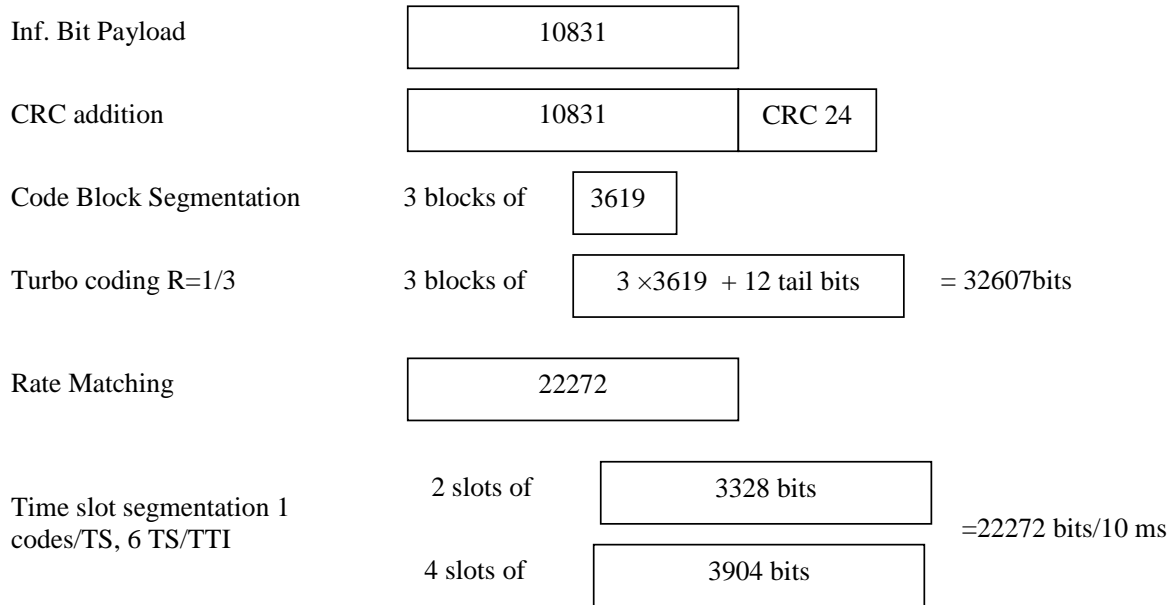 Inf. Bit Payload 10831
CRC addition 10831 CRC 24
Code Block Segmentation 3 blocks of 3619
Turbo coding R=1/3 3 blocks of 3 ×3619 + 12 tail bits = 32607bits
Rate Matching 22272
2 slots of 3328 bits
Time slot segmentation 1
codes/TS, 6 TS/TTI
=22272 bits/10 ms
4 slots of 3904 bits